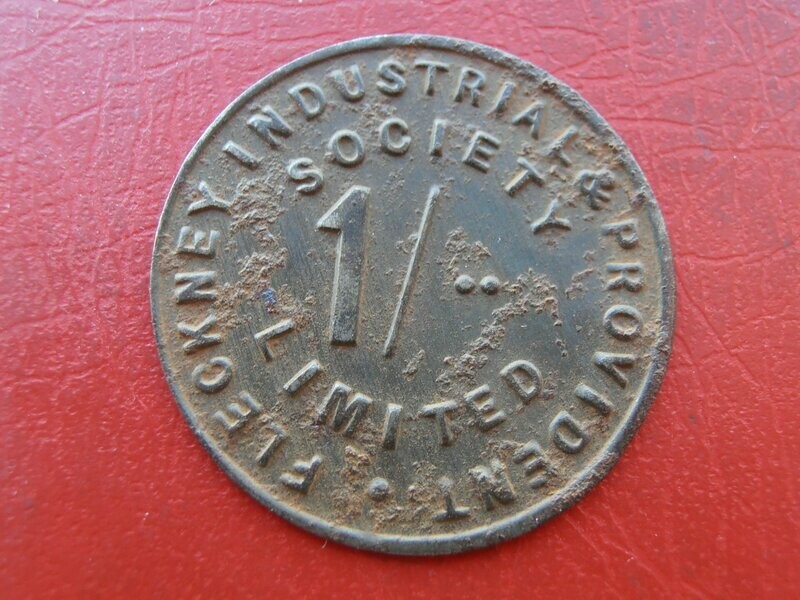 FLECKNEY INDUSTRIAL & PROVIDENT
SOCIETY
1/--
LIMITED